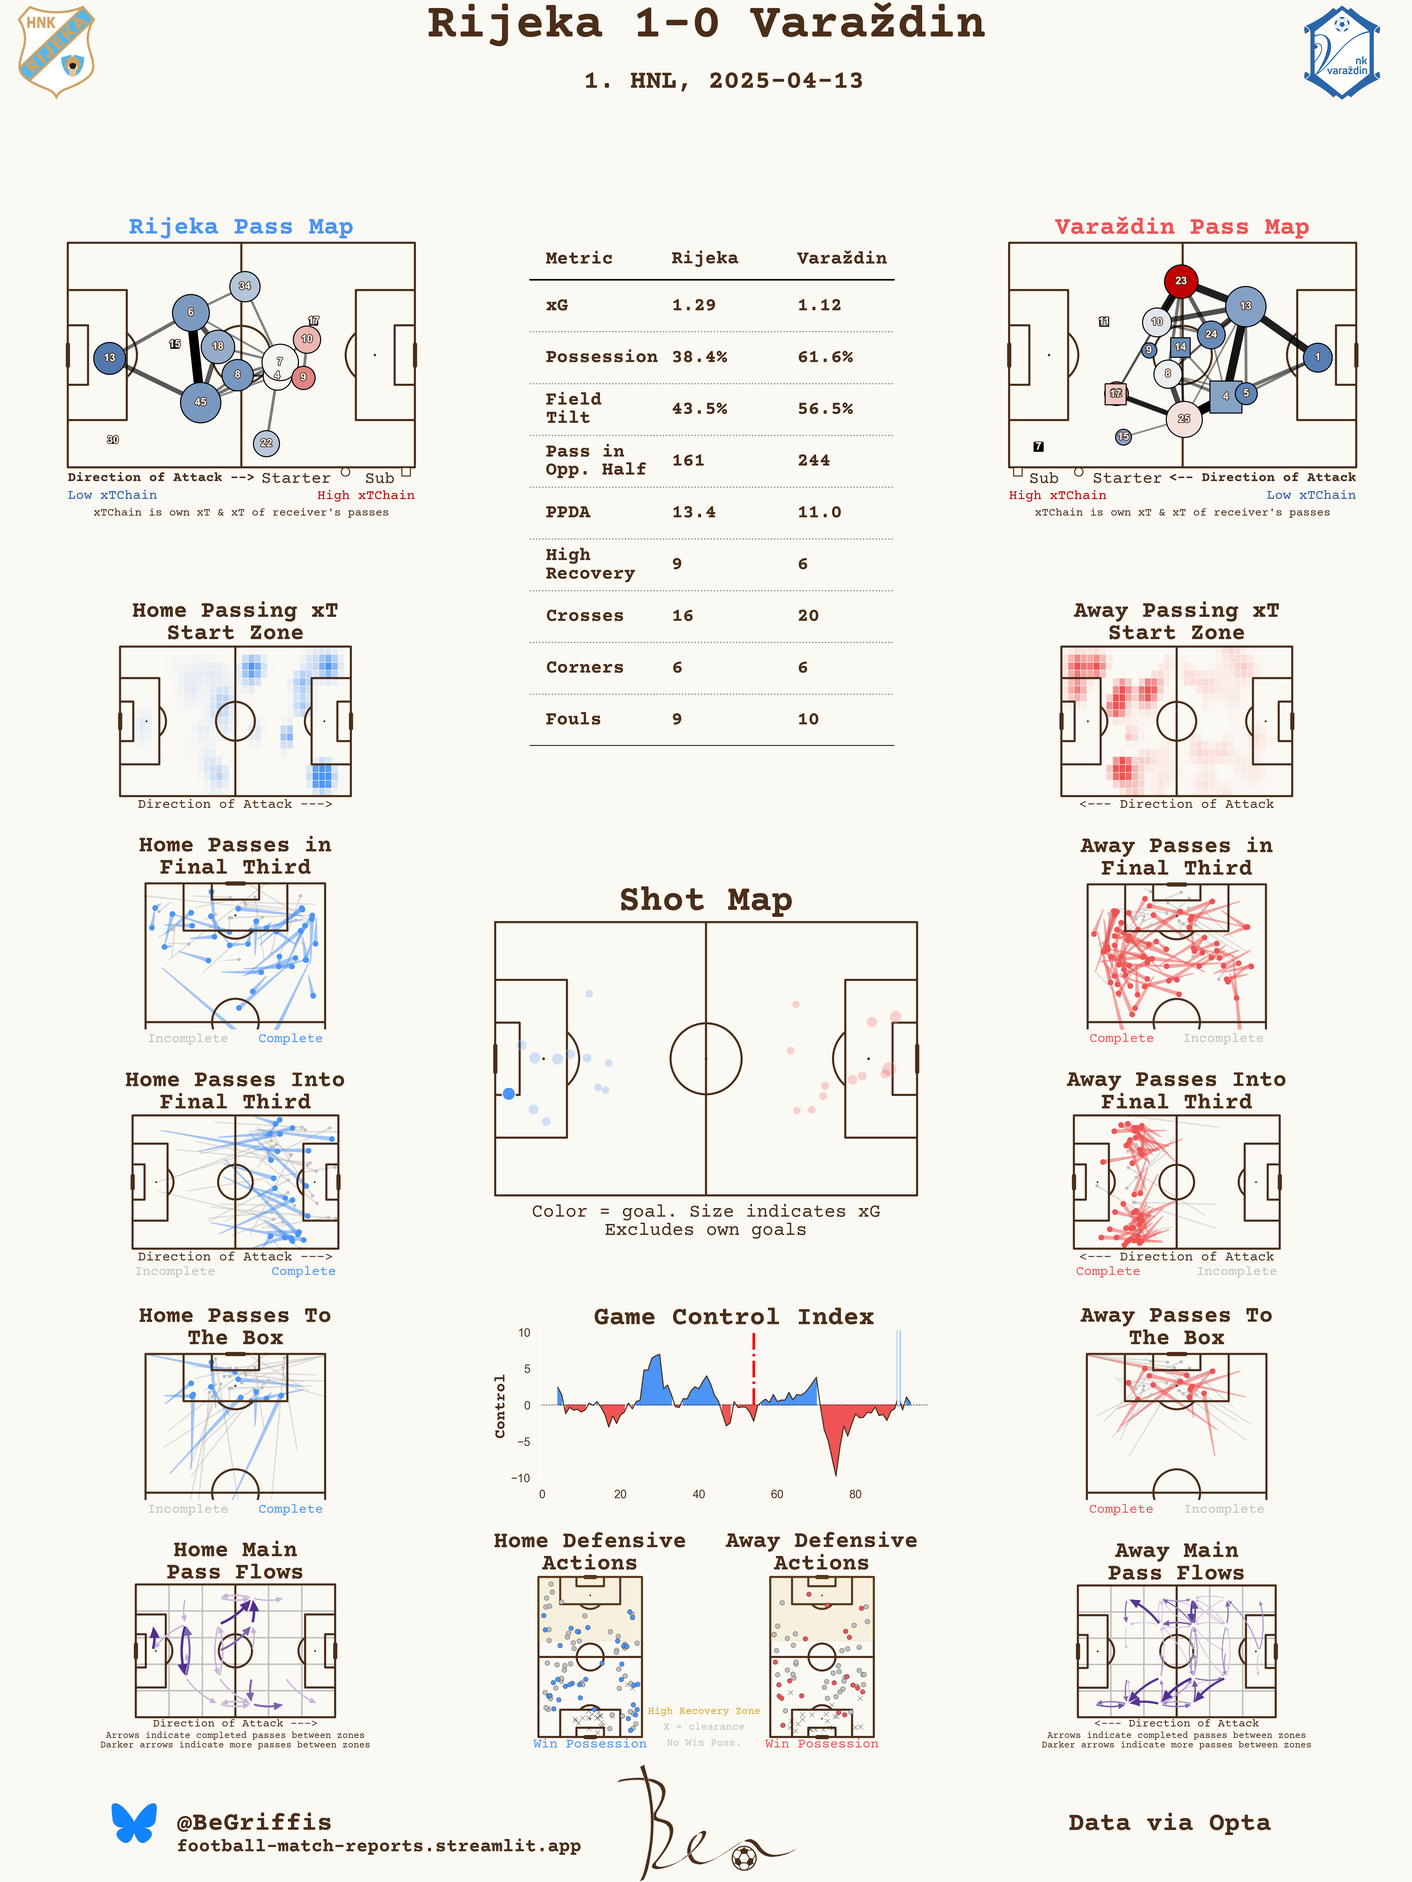 HNK
RIJEKA
Rijeka 1-0 Varaždin
1. HNL, 2025-04-13
nk
varaždin
Rijeka Pass Map
34
6
17
15
18
10
13
7
8
4
9
45
30
22
Direction of Attack --> Starter Sub
Low xTChain High xTChain
xTChain is own xT & xT of receiver's passes
Metric Rijeka Varaždin
xG 1.29 1.12
Possession 38.4% 61.6%
Field
Tilt 43.5% 56.5%
Pass in
Opp. Half 161 244
PPDA 13.4 11.0
High
Recovery 9 6
Crosses 16 20
Corners 6 6
Fouls 9 10
Varaždin Pass Map
23
13
11
10
24
9
14
1
8
4
5
25
15
7
Sub Starter <-- Direction of Attack
High xTChain Low xTChain
xTChain is own xT & xT of receiver's passes
Home Passing xT
Start Zone
Direction of Attack --->
Away Passing xT
Start Zone
<--- Direction of Attack
Home Passes in
Final Third
Incomplete Complete
Away Passes in
Final Third
Complete Incomplete
Shot Map
Color = goal. Size indicates xG
Excludes own goals
Home Passes Into
Final Third
Direction of Attack --->
Incomplete Complete
Away Passes Into
Final Third
<--- Direction of Attack
Complete Incomplete
Home Passes To
The Box
Incomplete Complete
Game Control Index
Control
10
5
0
−5
−10
0 20 40 60 80
Away Passes To
The Box
Complete Incomplete
Home Main
Pass Flows
Direction of Attack --->
Arrows indicate completed passes between zones
Darker arrows indicate more passes between zones
Home Defensive
Actions
Win Possession
Away Defensive
Actions
Win Possession
High Recovery Zone
X = clearance
No Win Poss.
Away Main
Pass Flows
<--- Direction of Attack
Arrows indicate completed passes between zones
Darker arrows indicate more passes between zones
@BeGriffis
football-match-reports.streamlit.app
Ben
Data via Opta